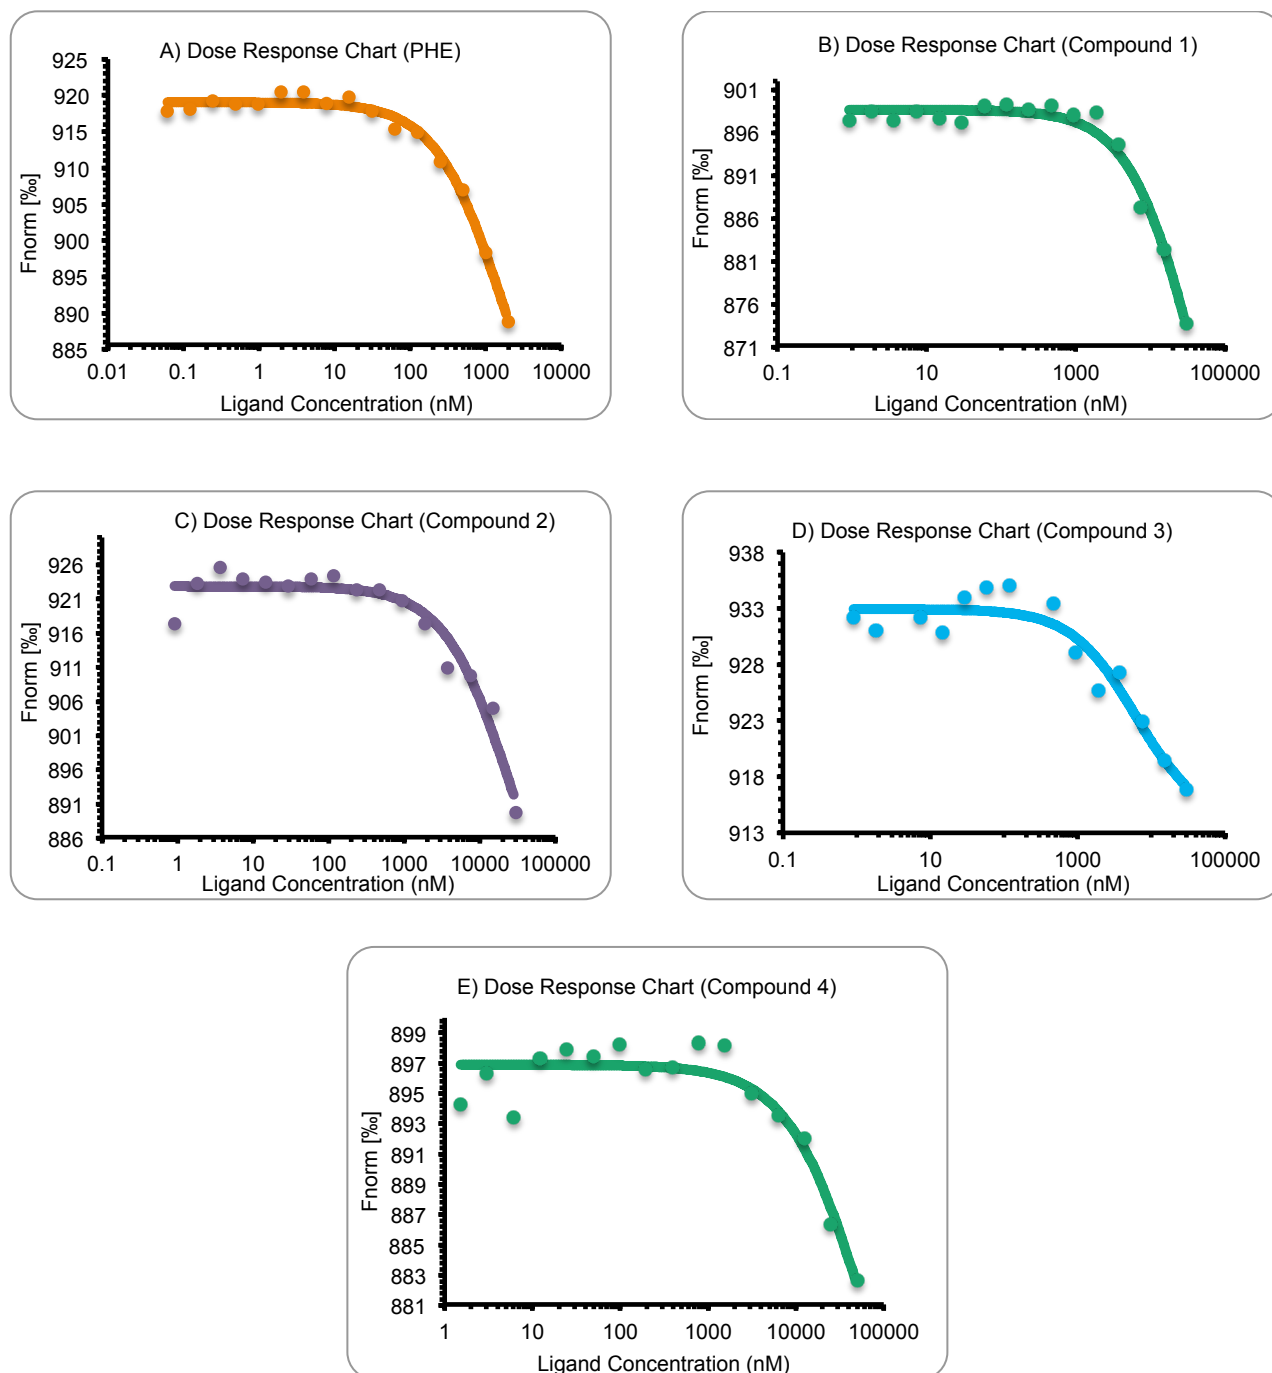 A) Dose Response Chart (PHE)
925
920
915
910
905
900
895
890
885
Fnorm [‰]
0.01 0.1 1 10 100 1000 10000
Ligand Concentration (nM)
B) Dose Response Chart (Compound 1)
901
896
891
886
881
876
871
Fnorm [‰]
0.1 10 1000 100000
Ligand Concentration (nM)
C) Dose Response Chart (Compound 2)
926
921
916
911
906
901
896
891
886
Fnorm [‰]
0.1 1 10 100 1000 10000 100000
Ligand Concentration (nM)
D) Dose Response Chart (Compound 3)
938
933
928
923
918
913
Fnorm [‰]
0.1 10 1000 100000
Ligand Concentration (nM)
E) Dose Response Chart (Compound 4)
899
897
895
893
891
889
887
885
883
881
Fnorm [‰]
1 10 100 1000 10000 100000
Ligand Concentration (nM)